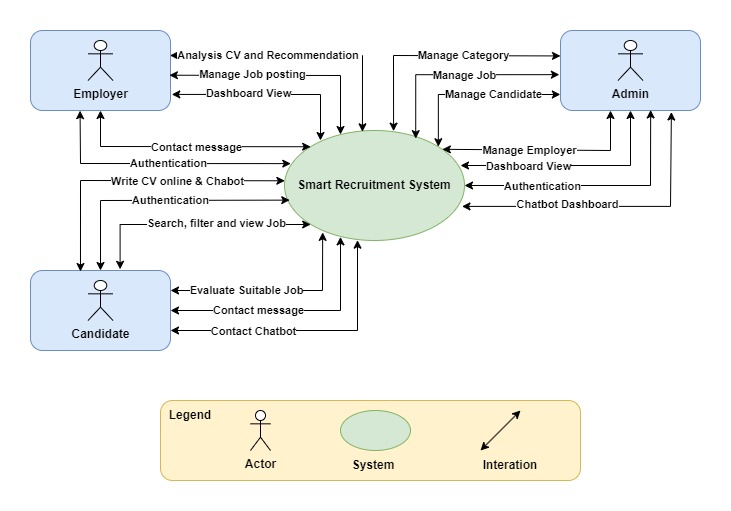 Employer
Analysis CV and Recommendation
Manage Job posting
Dashboard View
Contact message
Authentication
Manage Category
Manage Job
Manage Candidate
Admin
Manage Employer
Dashboard View
Authentication
Chatbot Dashboard
Smart Recruitment System
Write CV online & Chabot
Authentication
Search, filter and view Job
Candidate
Evaluate Suitable Job
Contact message
Contact Chatbot
Legend
Actor
System
Interation